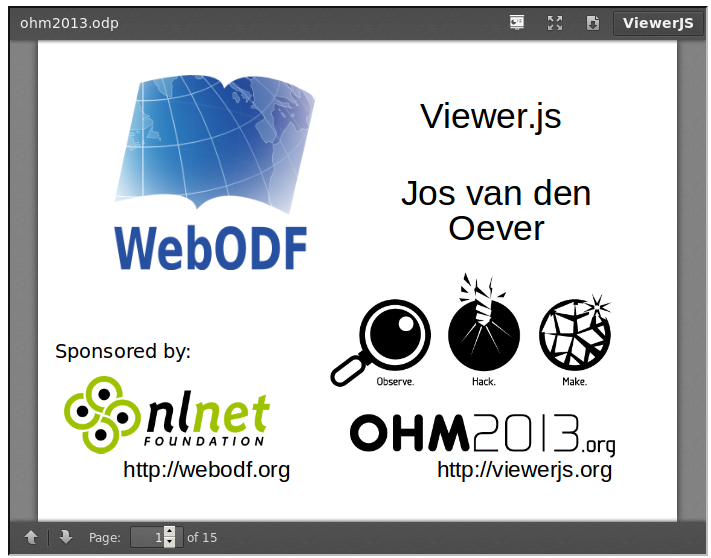 ohm2013.odp
ViewerJS
WebODF
Viewer.js
Jos van den
Oever
Observe.
Hack.
Make.
Sponsored by:
nlnet
FOUNDATION
OHM2013.org
http://webodf.org
http://viewerjs.org
Page: 1 of 15